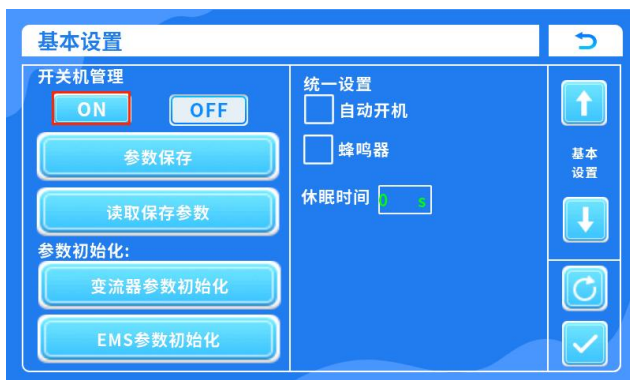 基本设置
开关机管理
ON OFF
参数保存
读取保存参数
参数初始化:
变流器参数初始化
EMS参数初始化
统一设置
自动开机
蜂鸣器
休眠时间 0 s
基本
设置